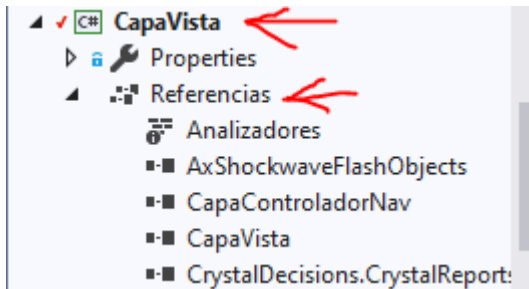 C# CapaVista
Properties
Referencias
Analizadores
AxShockwaveFlashObjects
CapaControladorNav
CapaVista
CrystalDecisions.CrystalReports